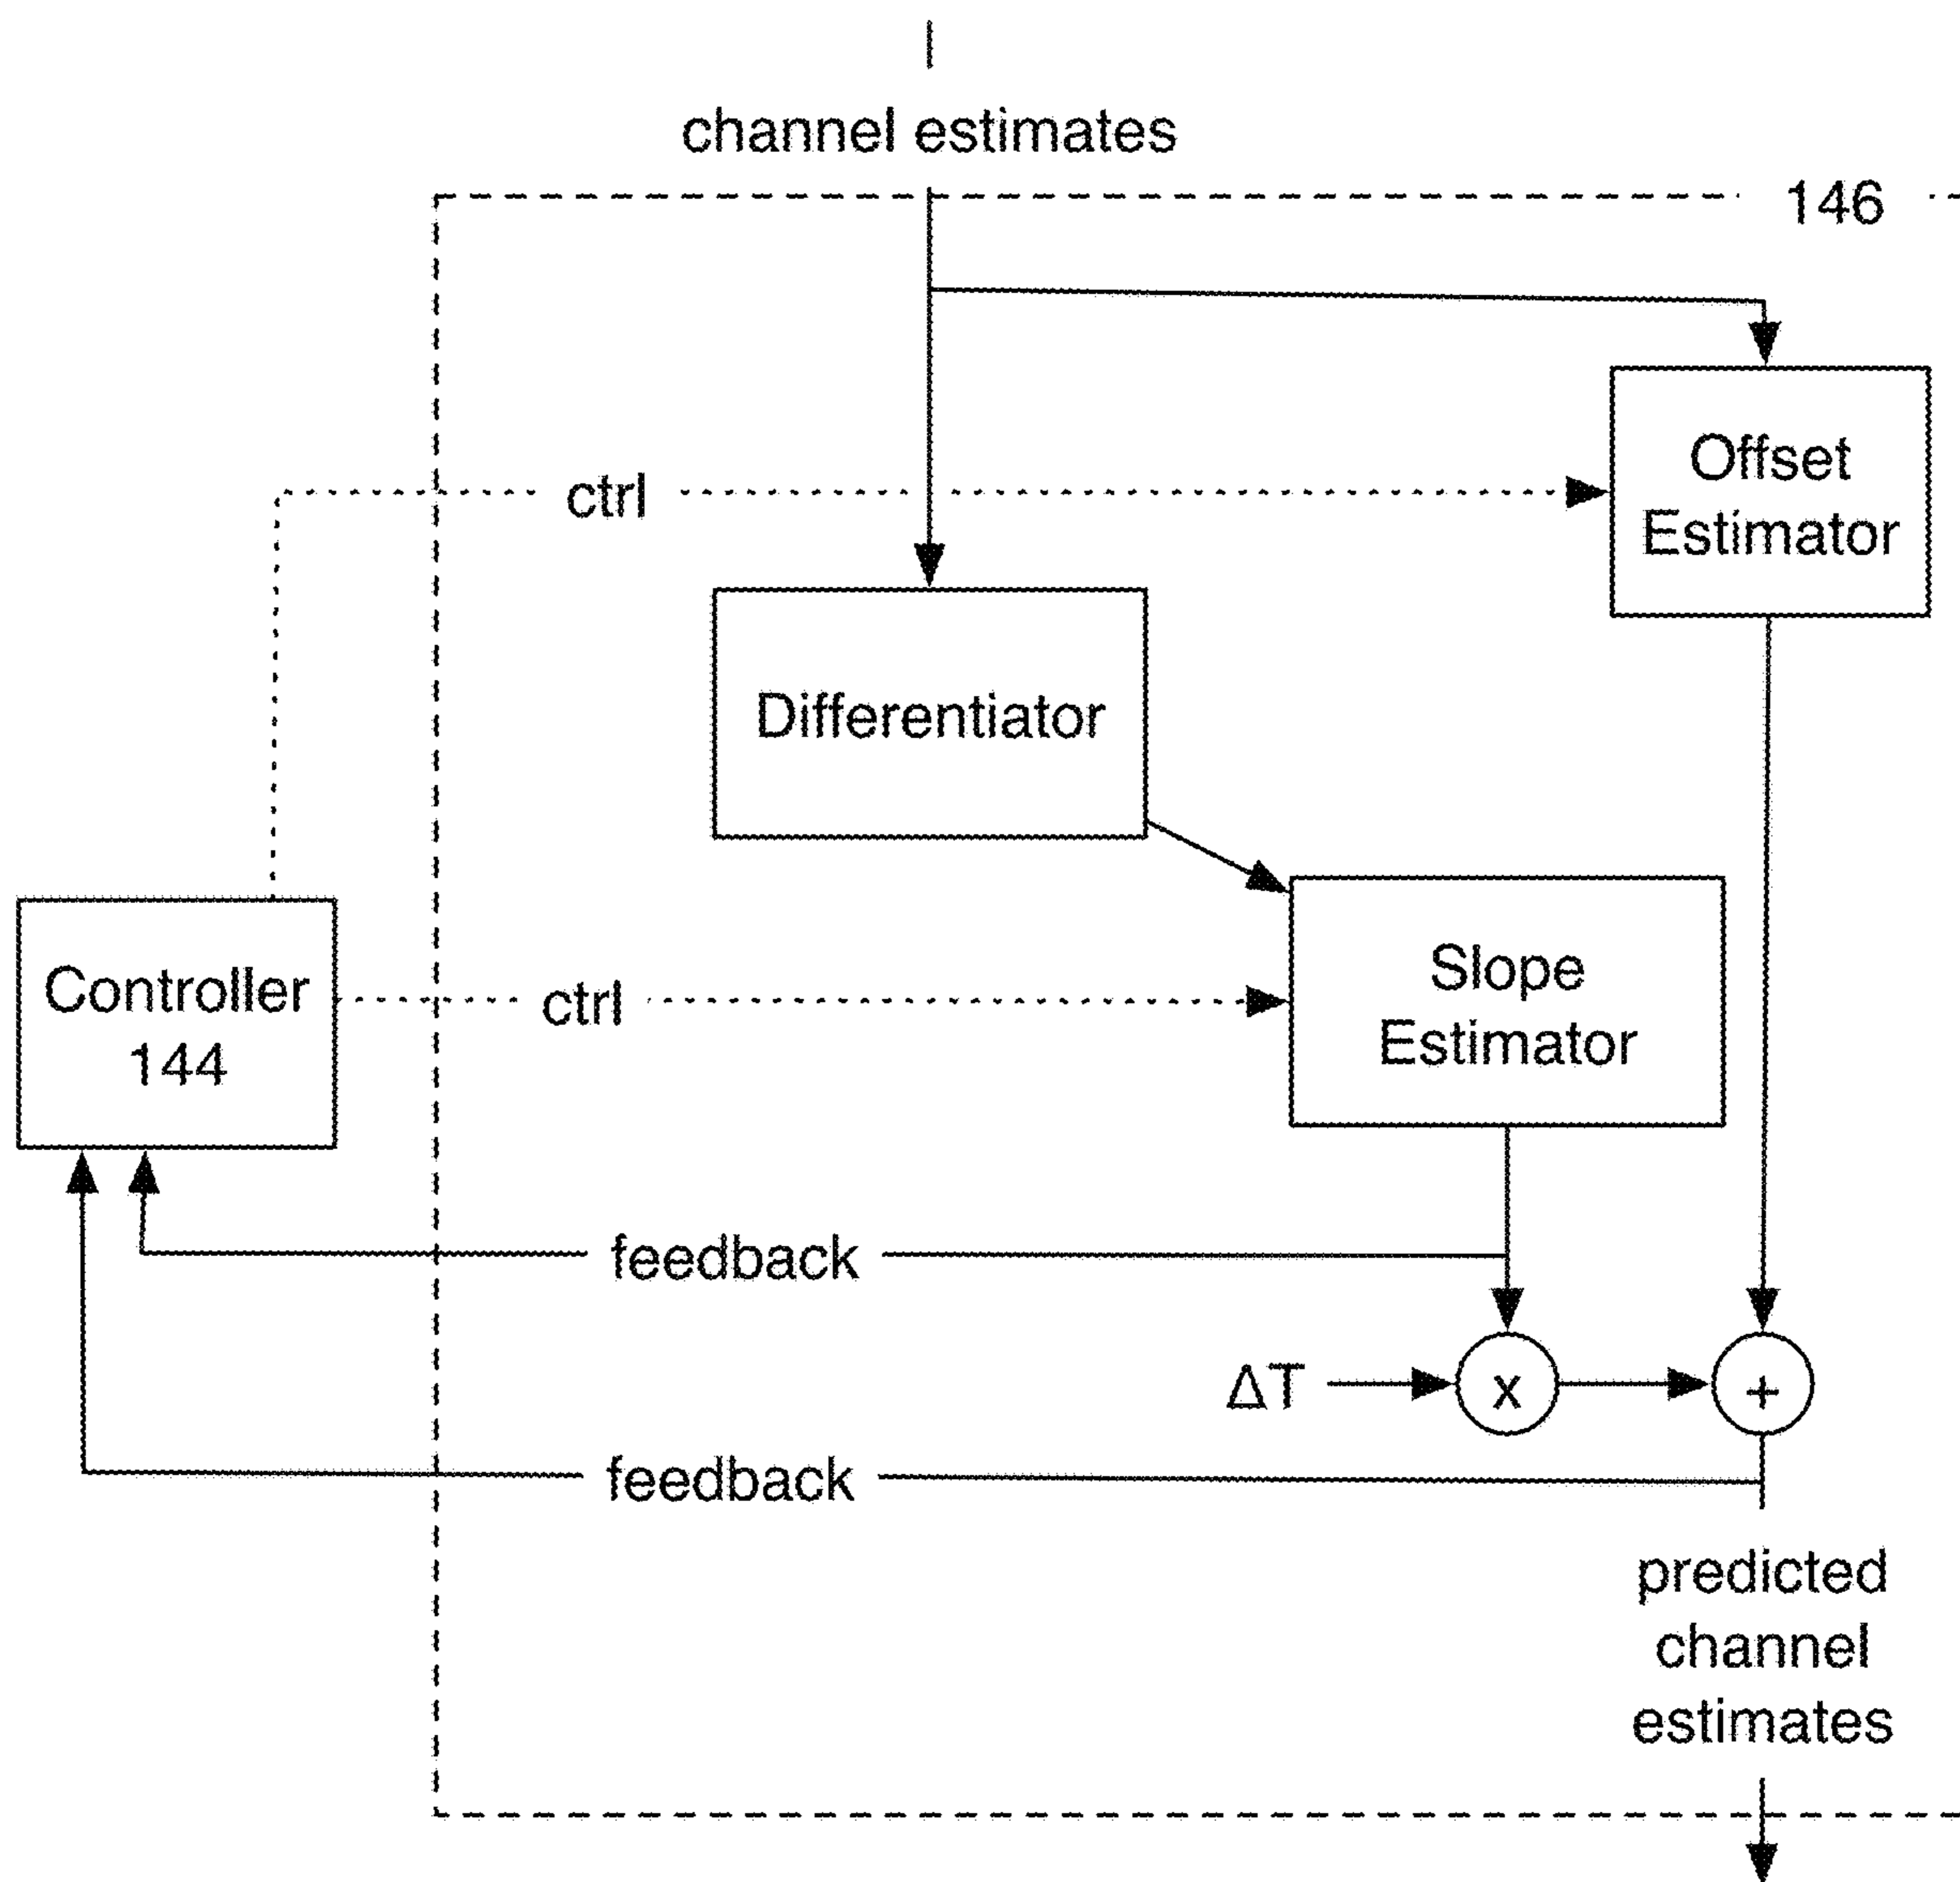 channel estimates
146
Offset
Estimator
ctrl
Differentiator
Slope
Estimator
Controller
144
ctrl
feedback
ΔT
x
+
feedback
predicted
channel
estimates